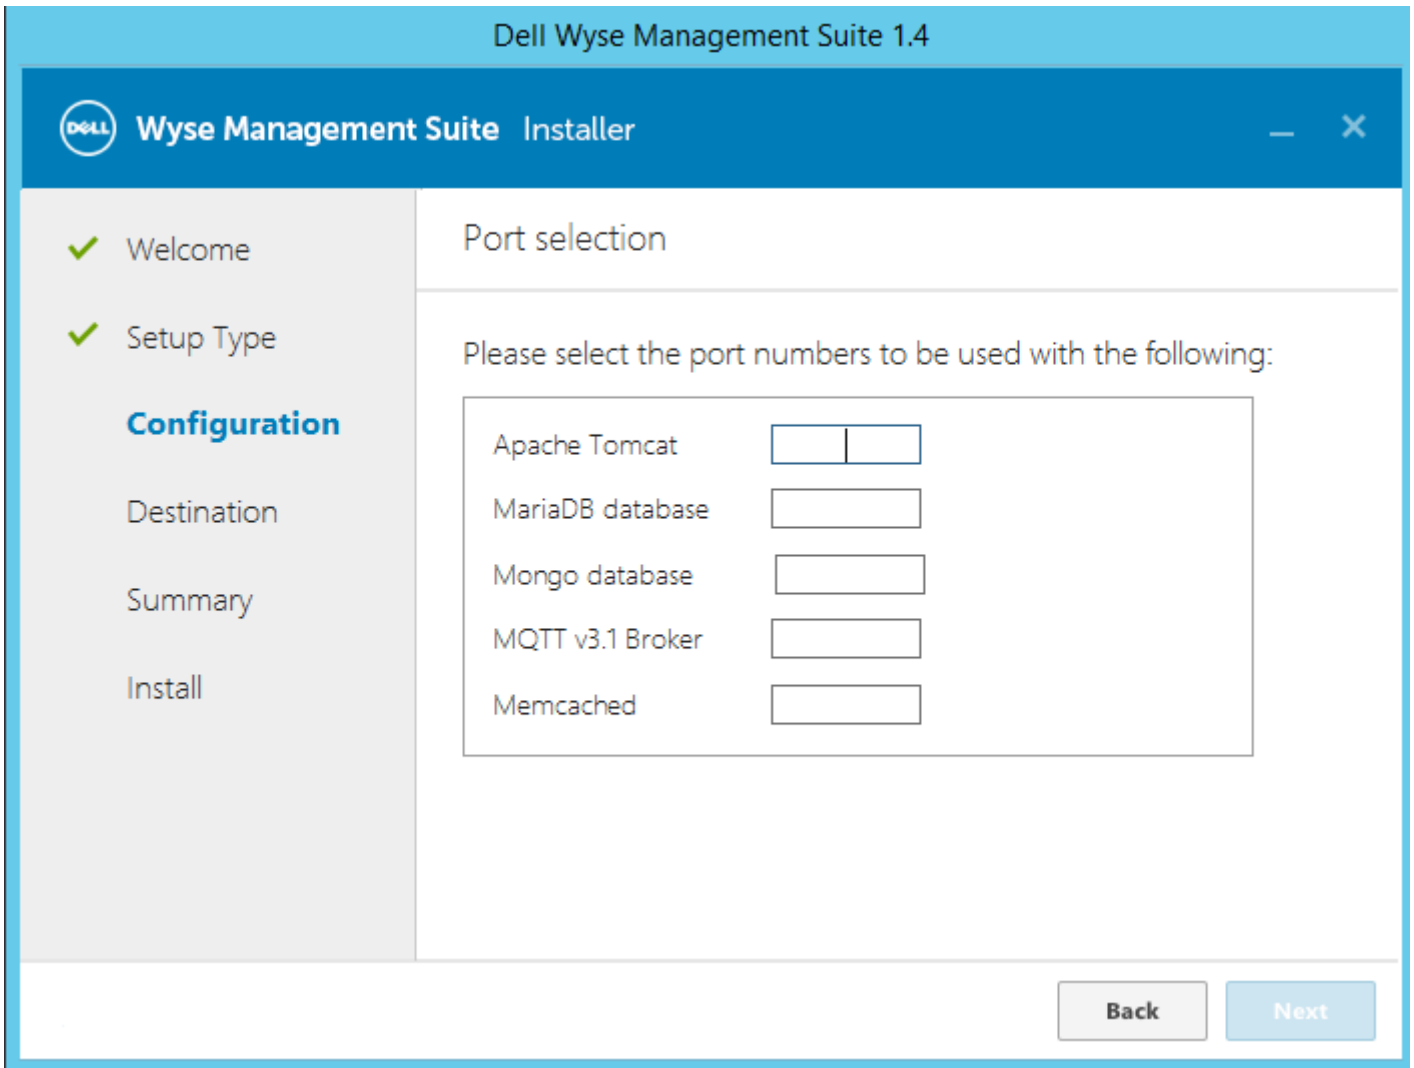 Dell Wyse Management Suite 1.4
DELL Wyse Management Suite Installer
Welcome
Setup Type
Configuration
Destination
Summary
Install
Port selection
Please select the port numbers to be used with the following:
Apache Tomcat
MariaDB database
Mongo database
MQTT v3.1 Broker
Memcached
Back Next